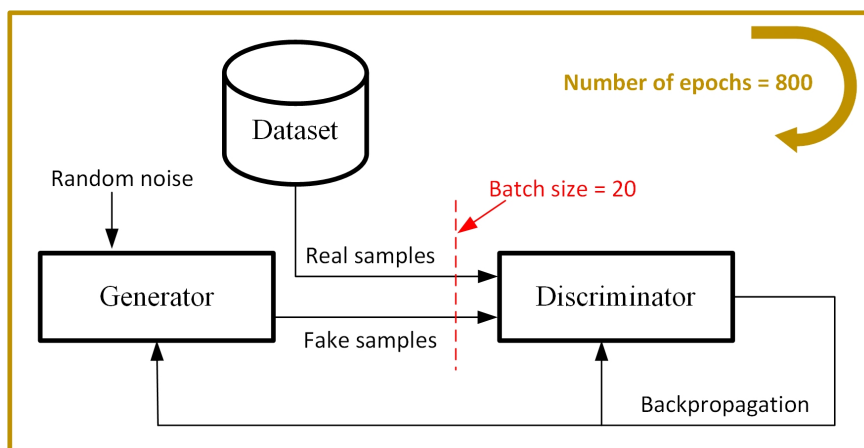 Number of epochs = 800
Dataset
Random noise
Batch size = 20
Real samples
Generator
Discriminator
Fake samples
Backpropagation